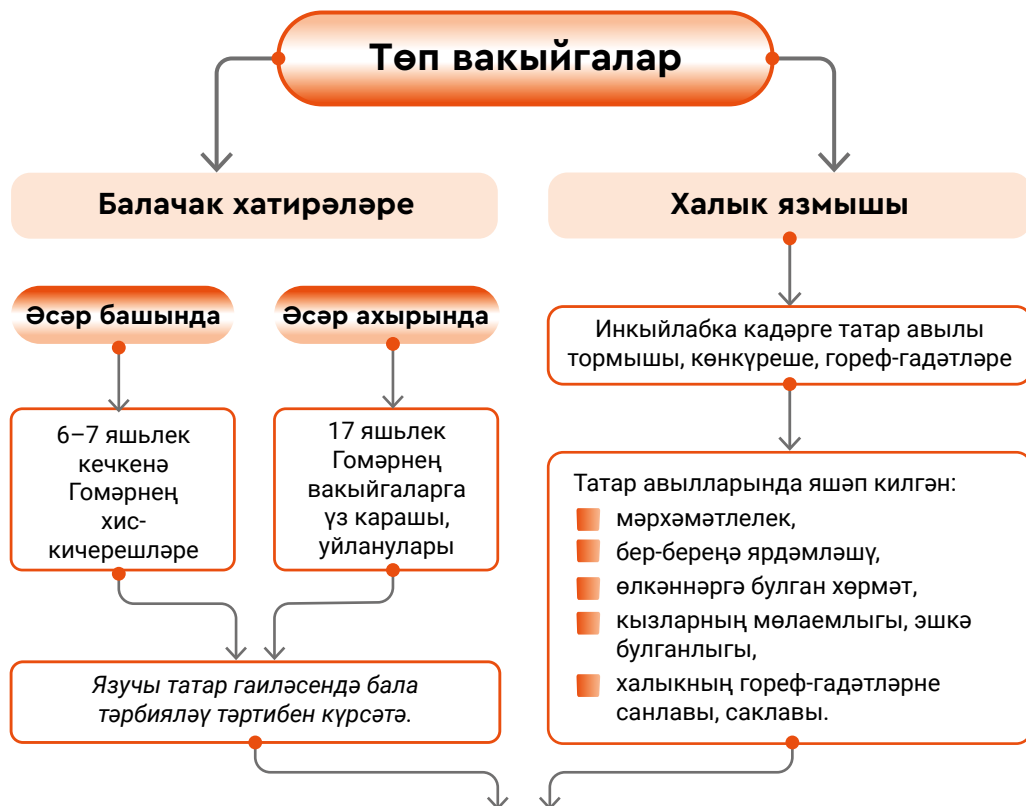 Төп вакыйгалар
Балачак хатирәләре
Халык язмышы
Әсәр башында
Әсәр ахырында
6–7 яшьлек
кечкенә
Гомәрнең
хис-
кичерешләре
17 яшьлек
Гомәрнең
вакыйгаларга
үз карашы,
уйланулары
Язучы татар гаиләсендә бала
тәрбияләү тәртибен күрсәтә.
Инкыйлабка кадәрге татар авылы
тормышы, көнкүреше, гореф-гадәтләре
Татар авылларында яшәп килгән:
мәрхәмәтлелек,
бер-береңә ярдәмләшү,
өлкәннәргә булган хөрмәт,
кызларның мөлаемлыгы, эшкә
булганлыгы,
халыкның гореф-гадәтләрне
санлавы, саклавы.